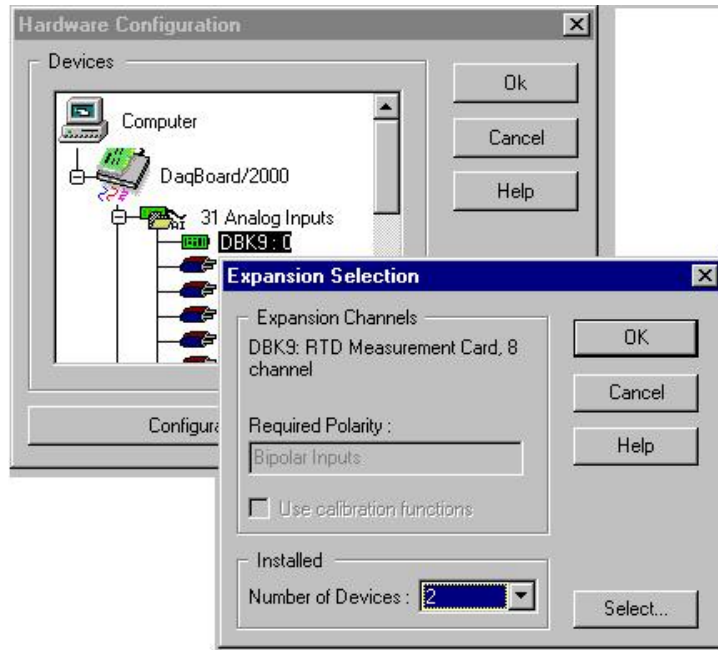 Hardware Configuration
Devices
Computer
DaqBoard/2000
31 Analog Inputs
DBK9: 0
Ok
Cancel
Help
Expansion Selection
Expansion Channels
DBK9: RTD Measurement Card, 8
channel
Required Polarity :
Bipolar Inputs
Use calibration functions
Installed
Number of Devices : 2
OK
Cancel
Help
Select...